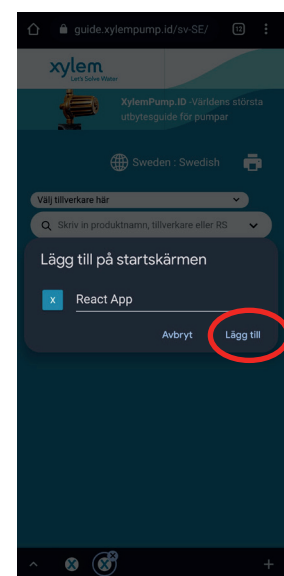 guide.xylempump.id/sv-SE/
12
xylem
Let's Solve Water
XylemPump.ID -Världens största
utbytesguide för pumpar
Sweden : Swedish
Välj tillverkare här
Skriv in produktnamn, tillverkare eller RS
Lägg till på startskärmen
x
React App
Avbryt
Lägg till